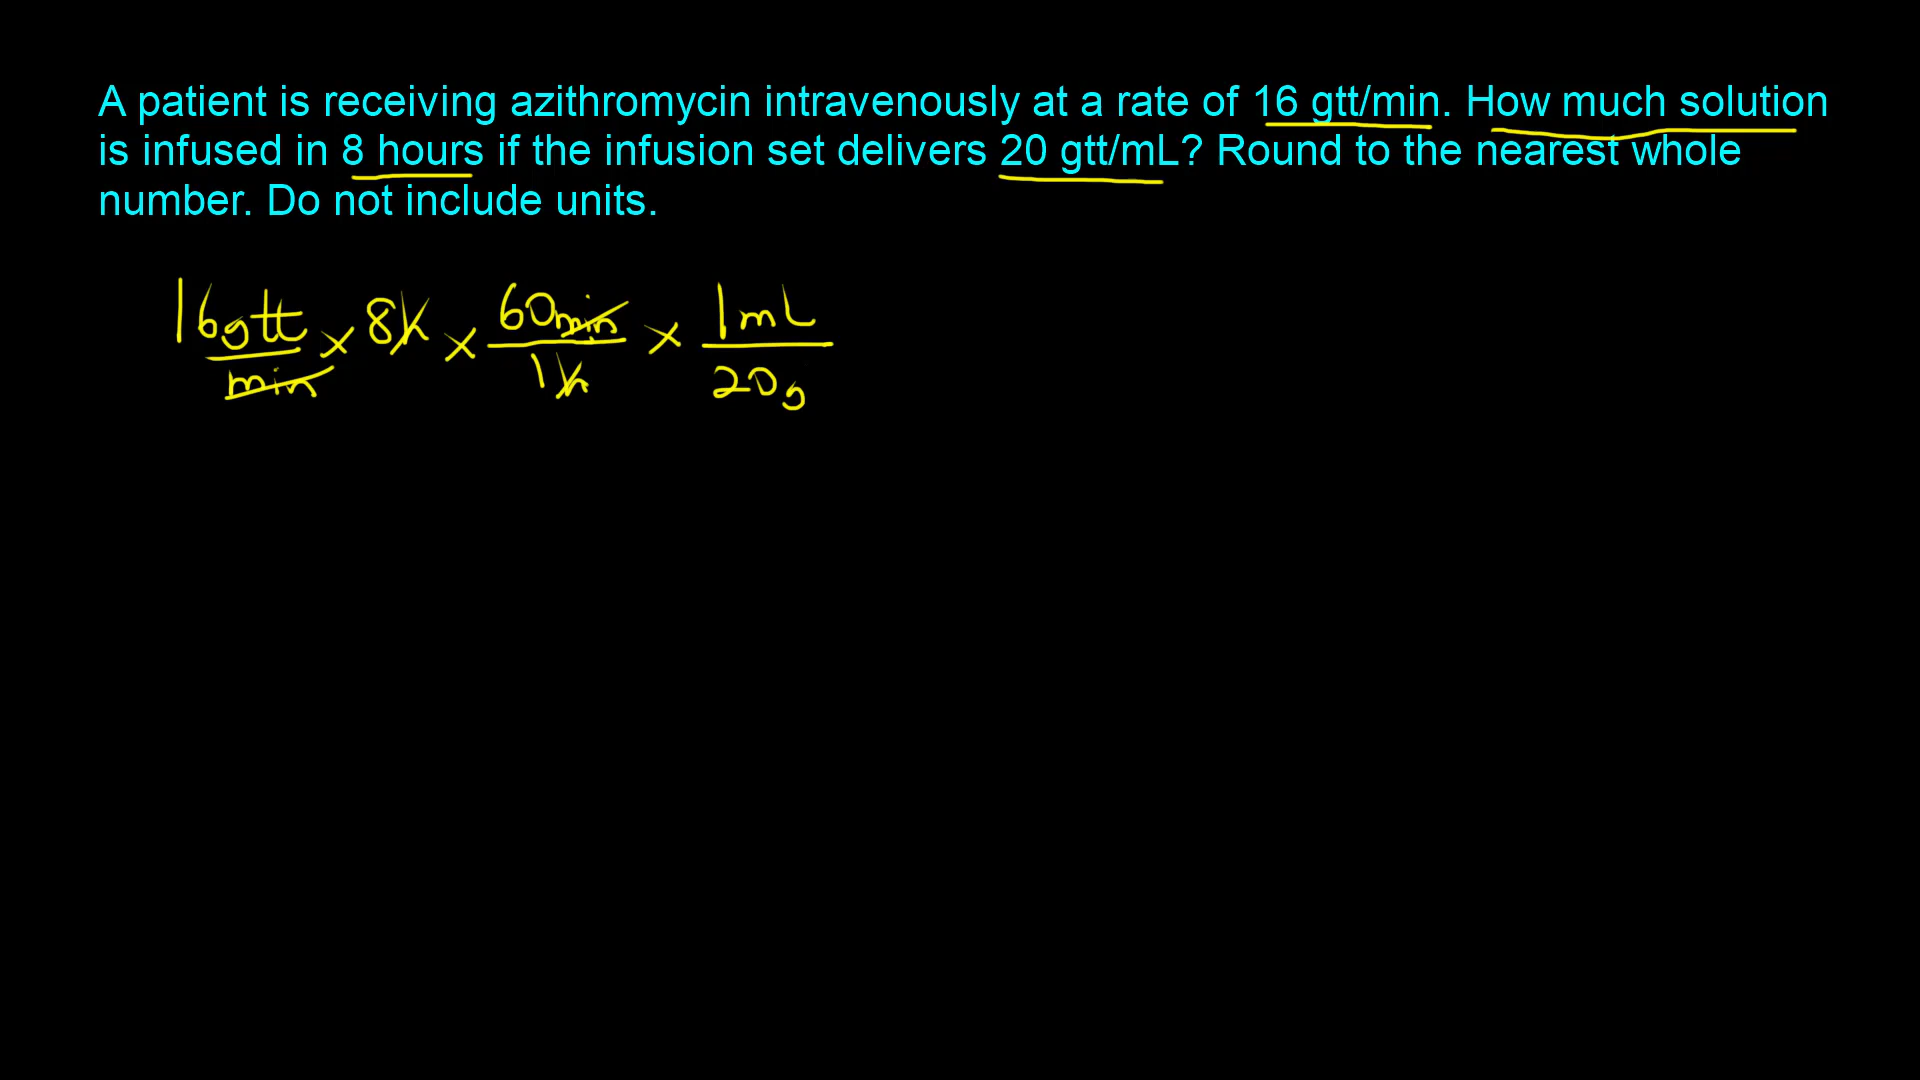 A patient is receiving azithromycin intravenously at a rate of 16 gtt/min. How much solution
is infused in 8 hours if the infusion set delivers 20 gtt/mL? Round to the nearest whole
number. Do not include units.
16gtt × 8h × 60min × 1mL
min 1h 20g